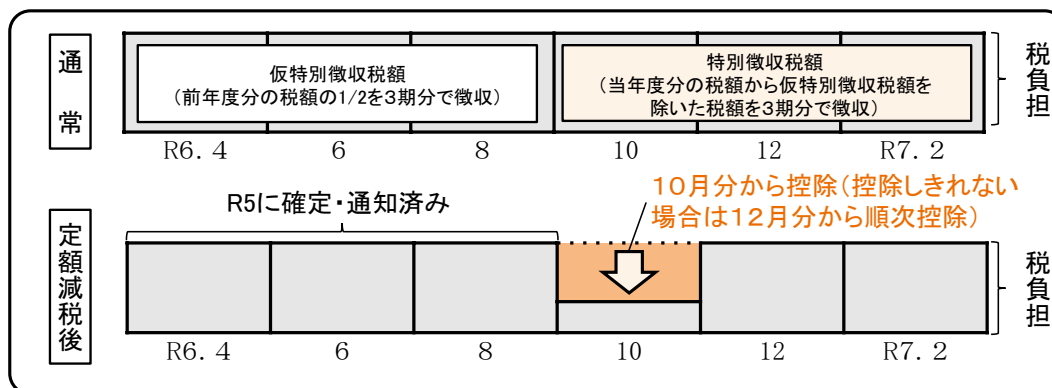 通常
仮特別徴収税額
(前年度分の税額の1/2を3期分で徴収)
特別徴収税額
(当年度分の税額から仮特別徴収税額を
除いた税額を3期分で徴収)
税負担
R6.4 6 8 10 12 R7.2
R5に確定・通知済み
10月分から控除(控除しきれない
場合は12月分から順次控除)
定額減税後
税負担
R6.4 6 8 10 12 R7.2